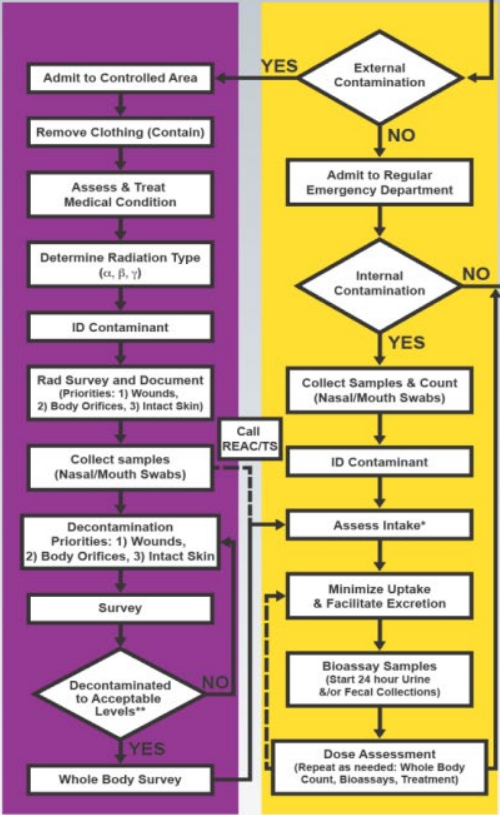 Admit to Controlled Area
Remove Clothing (Contain)
Assess & Treat
Medical Condition
Determine Radiation Type
(α, β, γ)
ID Contaminant
Rad Survey and Document
(Priorities: 1) Wounds,
2) Body Orifices, 3) Intact Skin)
Collect samples
(Nasal/Mouth Swabs)
Decontamination
Priorities: 1) Wounds,
2) Body Orifices, 3) Intact Skin
Survey
Decontaminated
to Acceptable
Levels**
NO
YES
Whole Body Survey
Call
REAC/TS
YES
External
Contamination
NO
Admit to Regular
Emergency Department
Internal
Contamination
NO
YES
Collect Samples & Count
(Nasal/Mouth Swabs)
ID Contaminant
Assess Intake*
Minimize Uptake
& Facilitate Excretion
Bioassay Samples
(Start 24 hour Urine
&/or Fecal Collections)
Dose Assessment
(Repeat as needed: Whole Body
Count, Bioassays, Treatment)